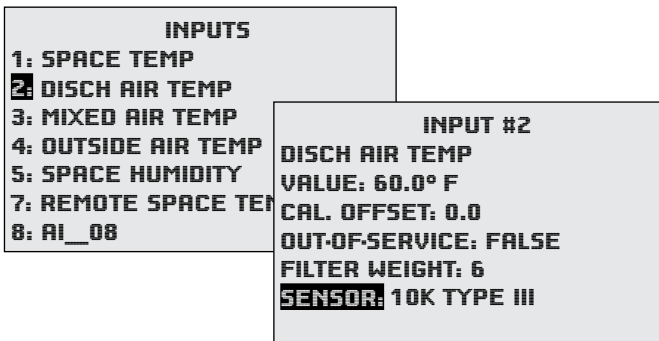 INPUTS
1: SPACE TEMP
2: DISCH AIR TEMP
3: MIXED AIR TEMP
4: OUTSIDE AIR TEMP
5: SPACE HUMIDITY
7: REMOTE SPACE TEM
8: AI__08
INPUT #2
DISCH AIR TEMP
VALUE: 60.0° F
CAL. OFFSET: 0.0
OUT-OF-SERVICE: FALSE
FILTER WEIGHT: 6
SENSOR: 10K TYPE III